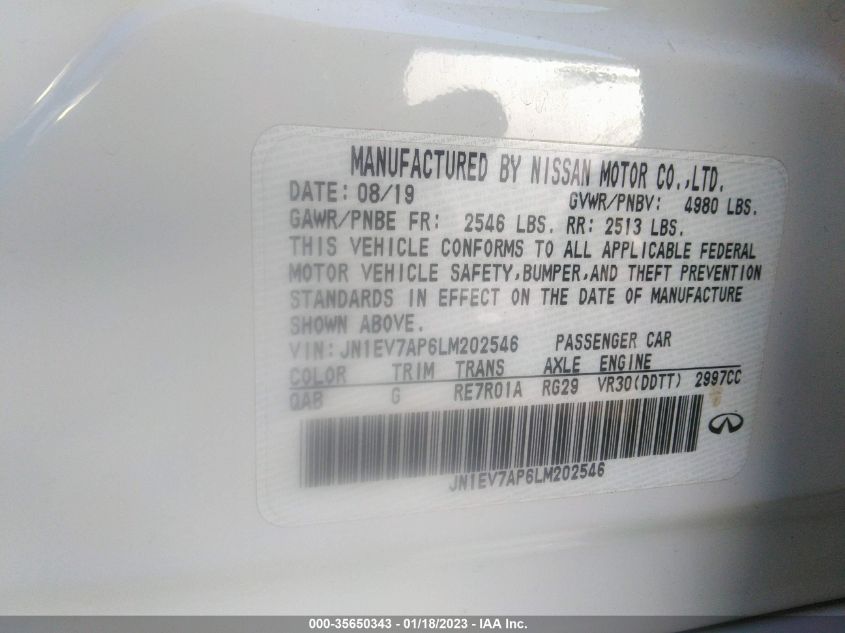 MANUFACTURED BY NISSAN MOTOR CO.,LTD.
DATE: 08/19 GVWR/PNBV: 4980 LBS.
GAWR/PNBE FR: 2546 LBS. RR: 2513 LBS.
THIS VEHICLE CONFORMS TO ALL APPLICABLE FEDERAL
MOTOR VEHICLE SAFETY,BUMPER,AND THEFT PREVENTION
STANDARDS IN EFFECT ON THE DATE OF MANUFACTURE
SHOWN ABOVE.
VIN: JN1EV7AP6LM202546 PASSENGER CAR
COLOR TRIM TRANS AXLE ENGINE
QAB G RE7R01A RG29 VR30(DDTT) 2997CC
JN1EV7AP6LM202546
000-35650343 - 01/18/2023 - IAA Inc.